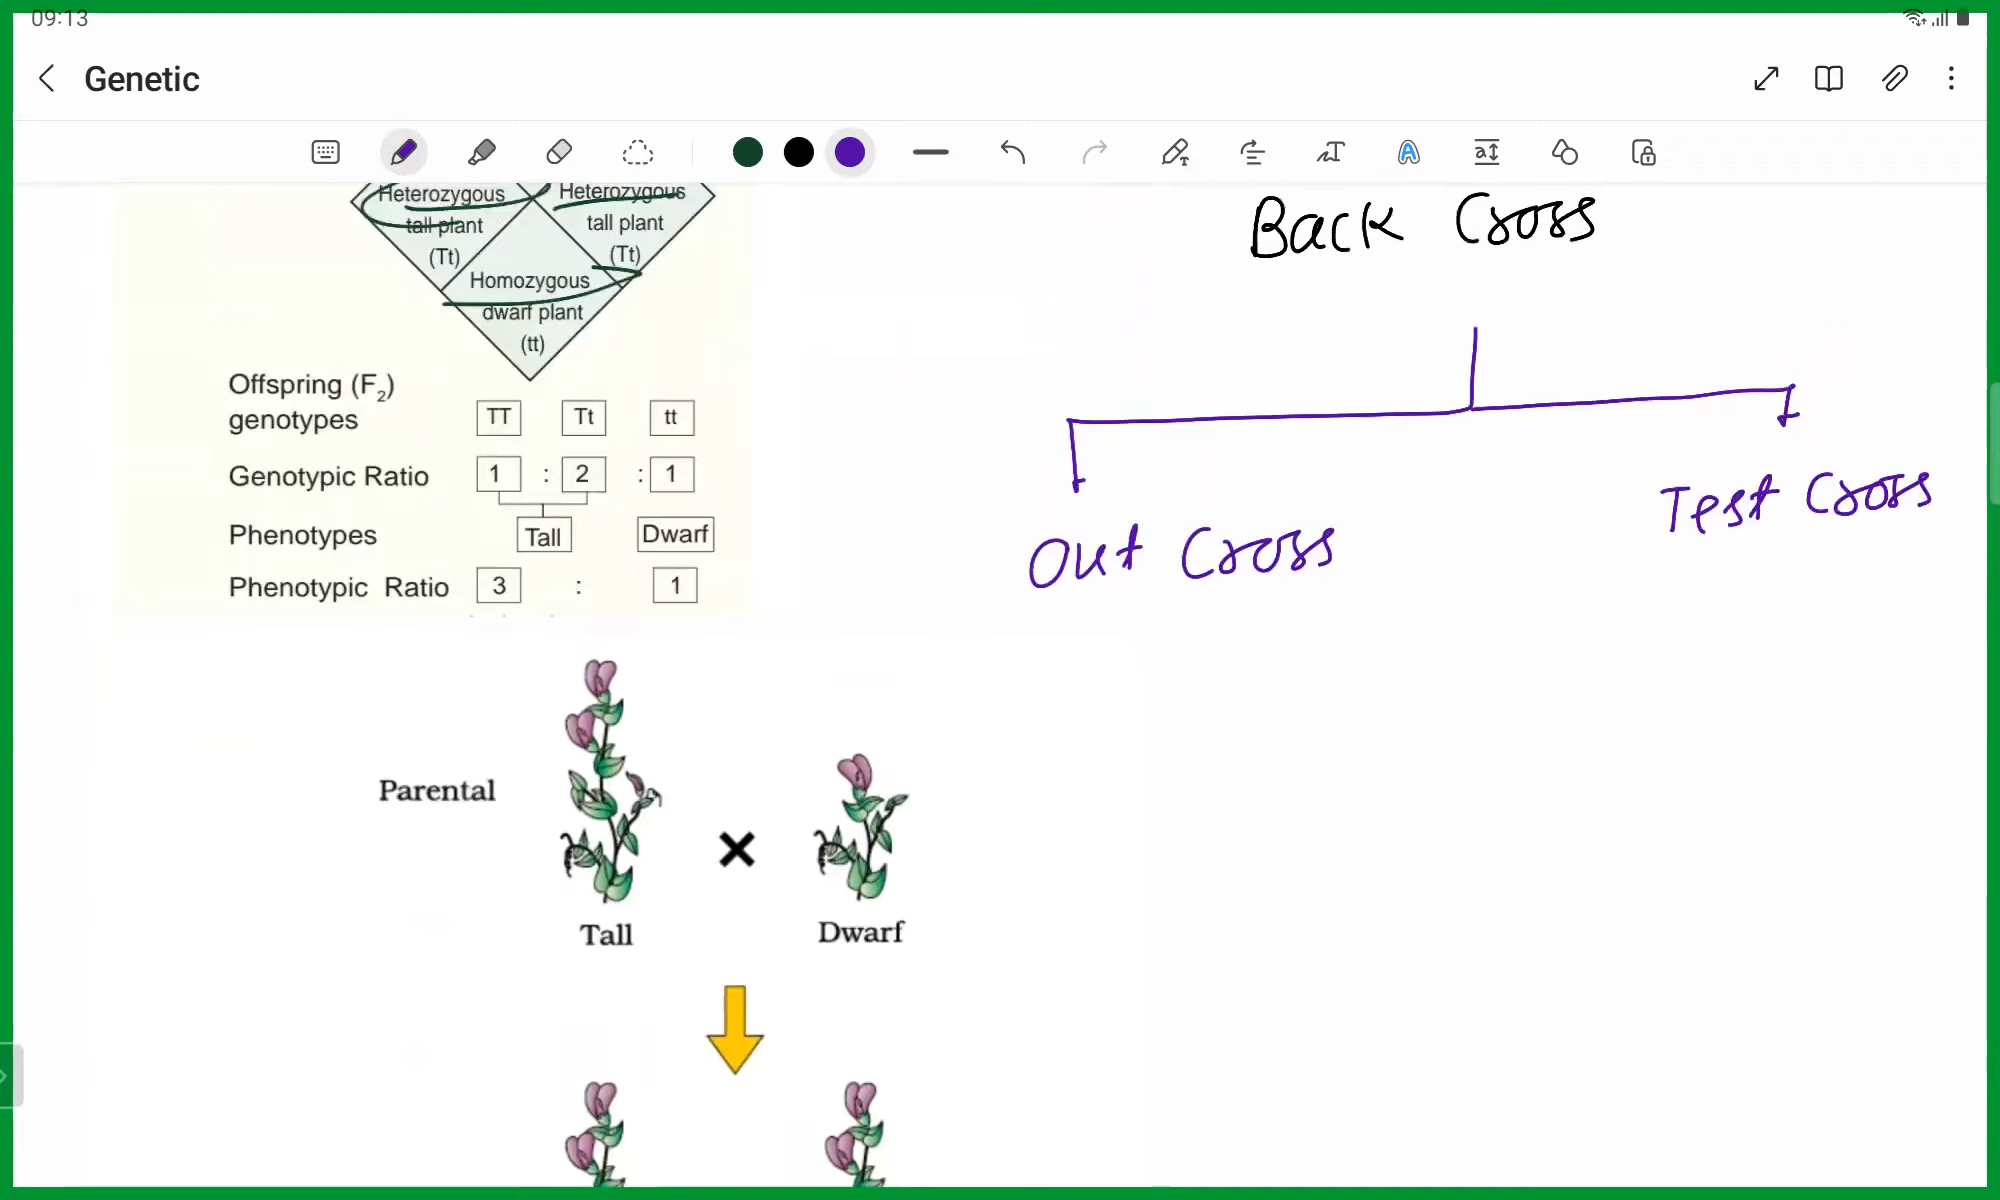 09:13
Genetic
Heterozygous
tall plant
(Tt)
Heterozygous
tall plant
(Tt)
Homozygous
dwarf plant
(tt)
Offspring (F2)
genotypes
TT Tt tt
Genotypic Ratio 1 : 2 : 1
Phenotypes Tall Dwarf
Phenotypic Ratio 3 : 1
Parental
Tall
Dwarf
Back Cross
Out Cross
Test Cross